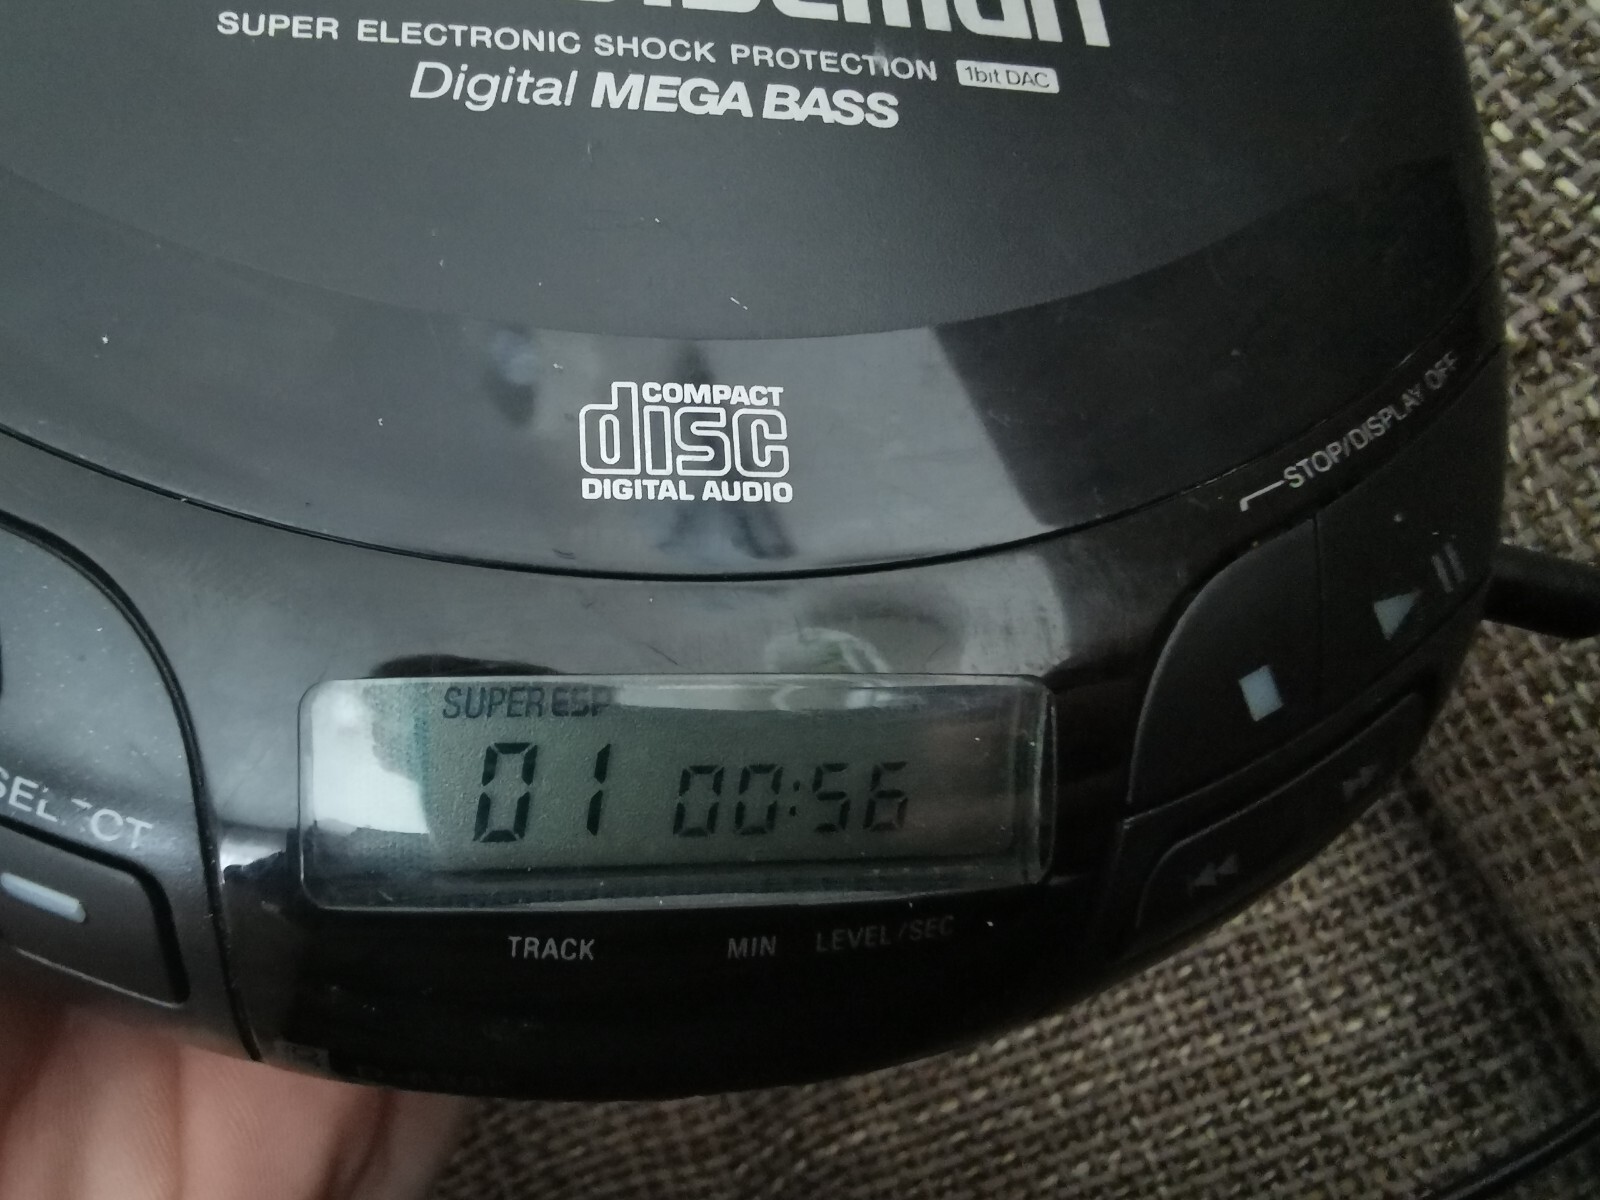 SUPER ELECTRONIC SHOCK PROTECTION 1bit DAC
Digital MEGA BASS
COMPACT
disc
DIGITAL AUDIO
STOP/DISPLAY OFF
SUPER ESP
01 00:56
TRACK MIN LEVEL/SEC